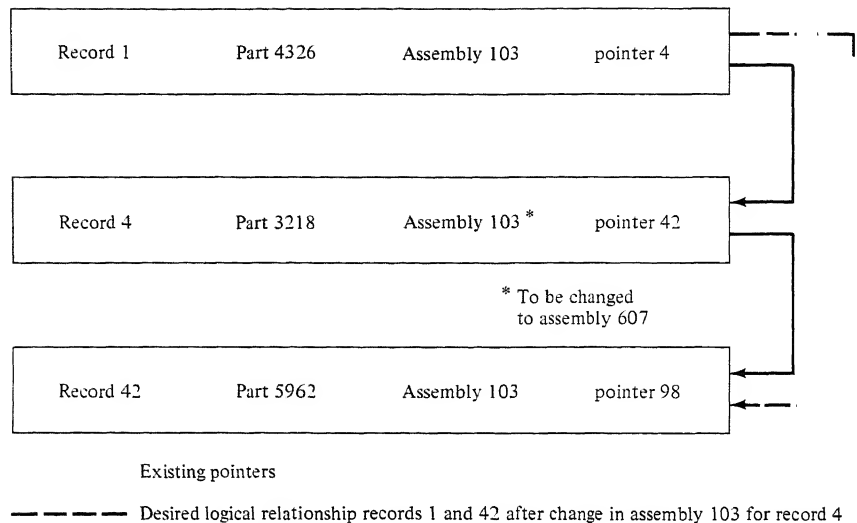 Record 1 Part 4326 Assembly 103 pointer 4
Record 4 Part 3218 Assembly 103 * pointer 42
* To be changed
to assembly 607
Record 42 Part 5962 Assembly 103 pointer 98
Existing pointers
Desired logical relationship records 1 and 42 after change in assembly 103 for record 4